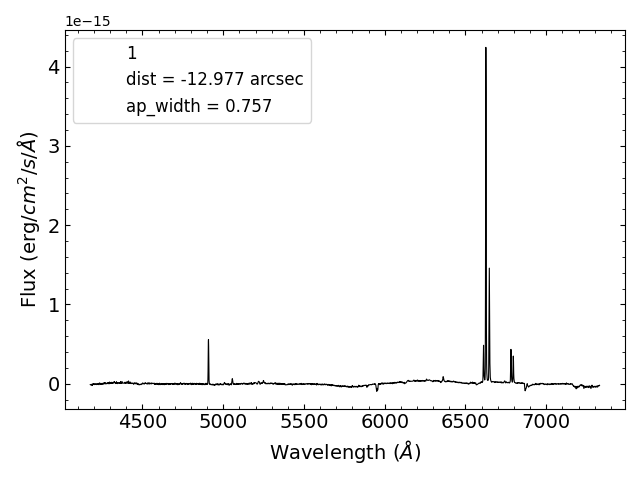 1e−15
1
dist = -12.977 arcsec
ap_width = 0.757
4
3
2
1
0
Flux (erg/cm²/s/Å)
4500 5000 5500 6000 6500 7000
Wavelength (Å)